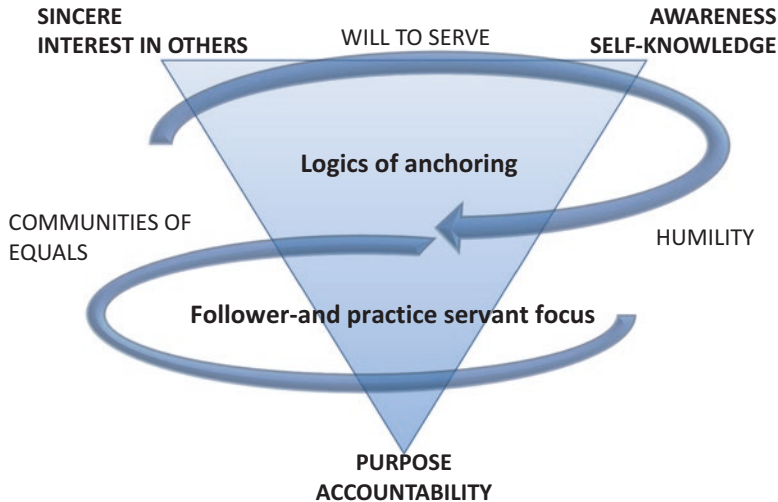 SINCERE
INTEREST IN OTHERS
WILL TO SERVE
AWARENESS
SELF-KNOWLEDGE
Logics of anchoring
COMMUNITIES OF
EQUALS
HUMILITY
Follower-and practice servant focus
PURPOSE
ACCOUNTABILITY